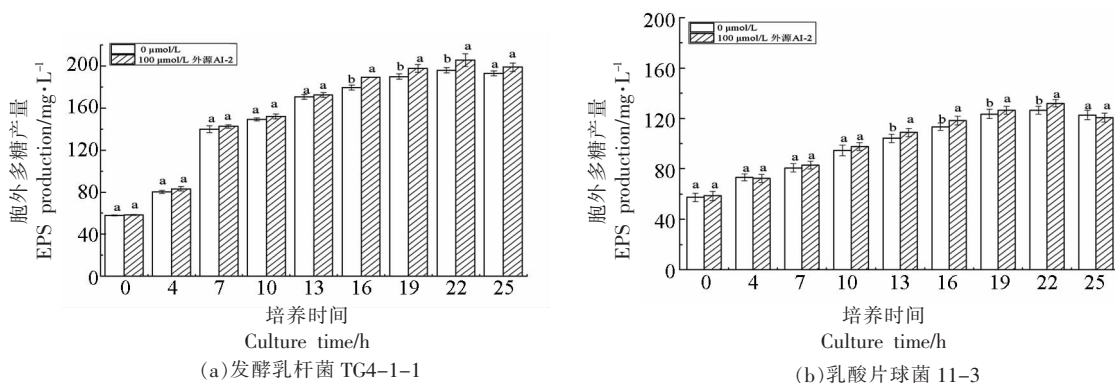 胞外多糖产量
EPS production/mg·L⁻¹
200
160
120
80
40
0
0 μmol/L
100 μmol/L 外源AI-2
a a a a a a a a a a b a b a b a a a
0 4 7 10 13 16 19 22 25
培养时间
Culture time/h
(a)发酵乳杆菌 TG4-1-1
胞外多糖产量
EPS production/mg·L⁻¹
200
160
120
80
40
0
0 μmol/L
100 μmol/L 外源AI-2
a a a a a a a a b a b a b a b a a a
0 4 7 10 13 16 19 22 25
培养时间
Culture time/h
(b)乳酸片球菌 11-3